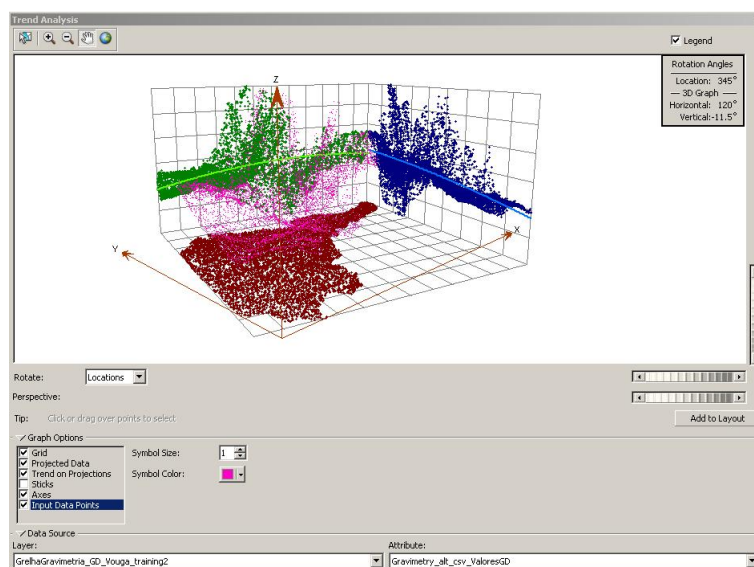 Trend Analysis
Legend
Rotation Angles
Location: 345°
3D Graph
Horizontal: 120°
Vertical:-11.5°
Z
Y
X
Rotate: Locations
Perspective:
Tip: Click or drag over points to select
Add to Layout
Graph Options
Grid
Projected Data
Trend on Projections
Sticks
Axes
Input Data Points
Symbol Size: 1
Symbol Color:
Data Source
Layer: Attribute:
GrelhaGravimetria_GD_Vouga_training2 Gravimetry_alt_csv_ValoresGD